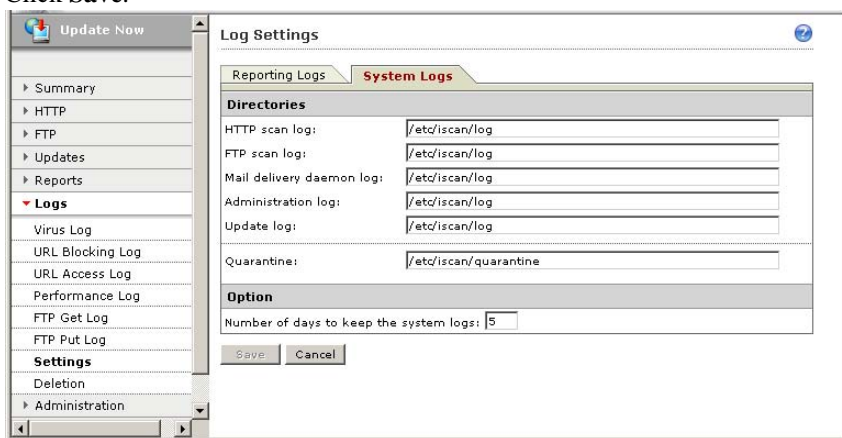 Click Save.
Update Now
Summary
HTTP
FTP
Updates
Reports
Logs
Virus Log
URL Blocking Log
URL Access Log
Performance Log
FTP Get Log
FTP Put Log
Settings
Deletion
Administration
Log Settings
Reporting Logs System Logs
Directories
HTTP scan log: /etc/iscan/log
FTP scan log: /etc/iscan/log
Mail delivery daemon log: /etc/iscan/log
Administration log: /etc/iscan/log
Update log: /etc/iscan/log
Quarantine: /etc/iscan/quarantine
Option
Number of days to keep the system logs: 5
Save Cancel